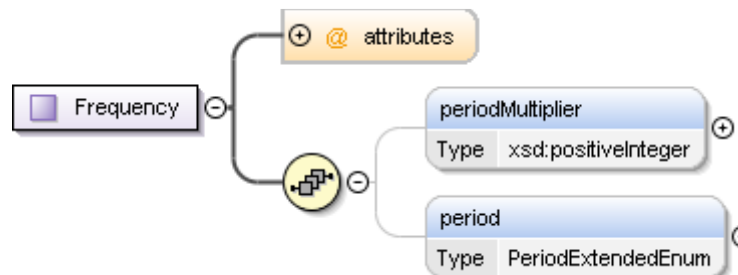 @ attributes
Frequency
periodMultiplier
Type xsd:positiveInteger
period
Type PeriodExtendedEnum